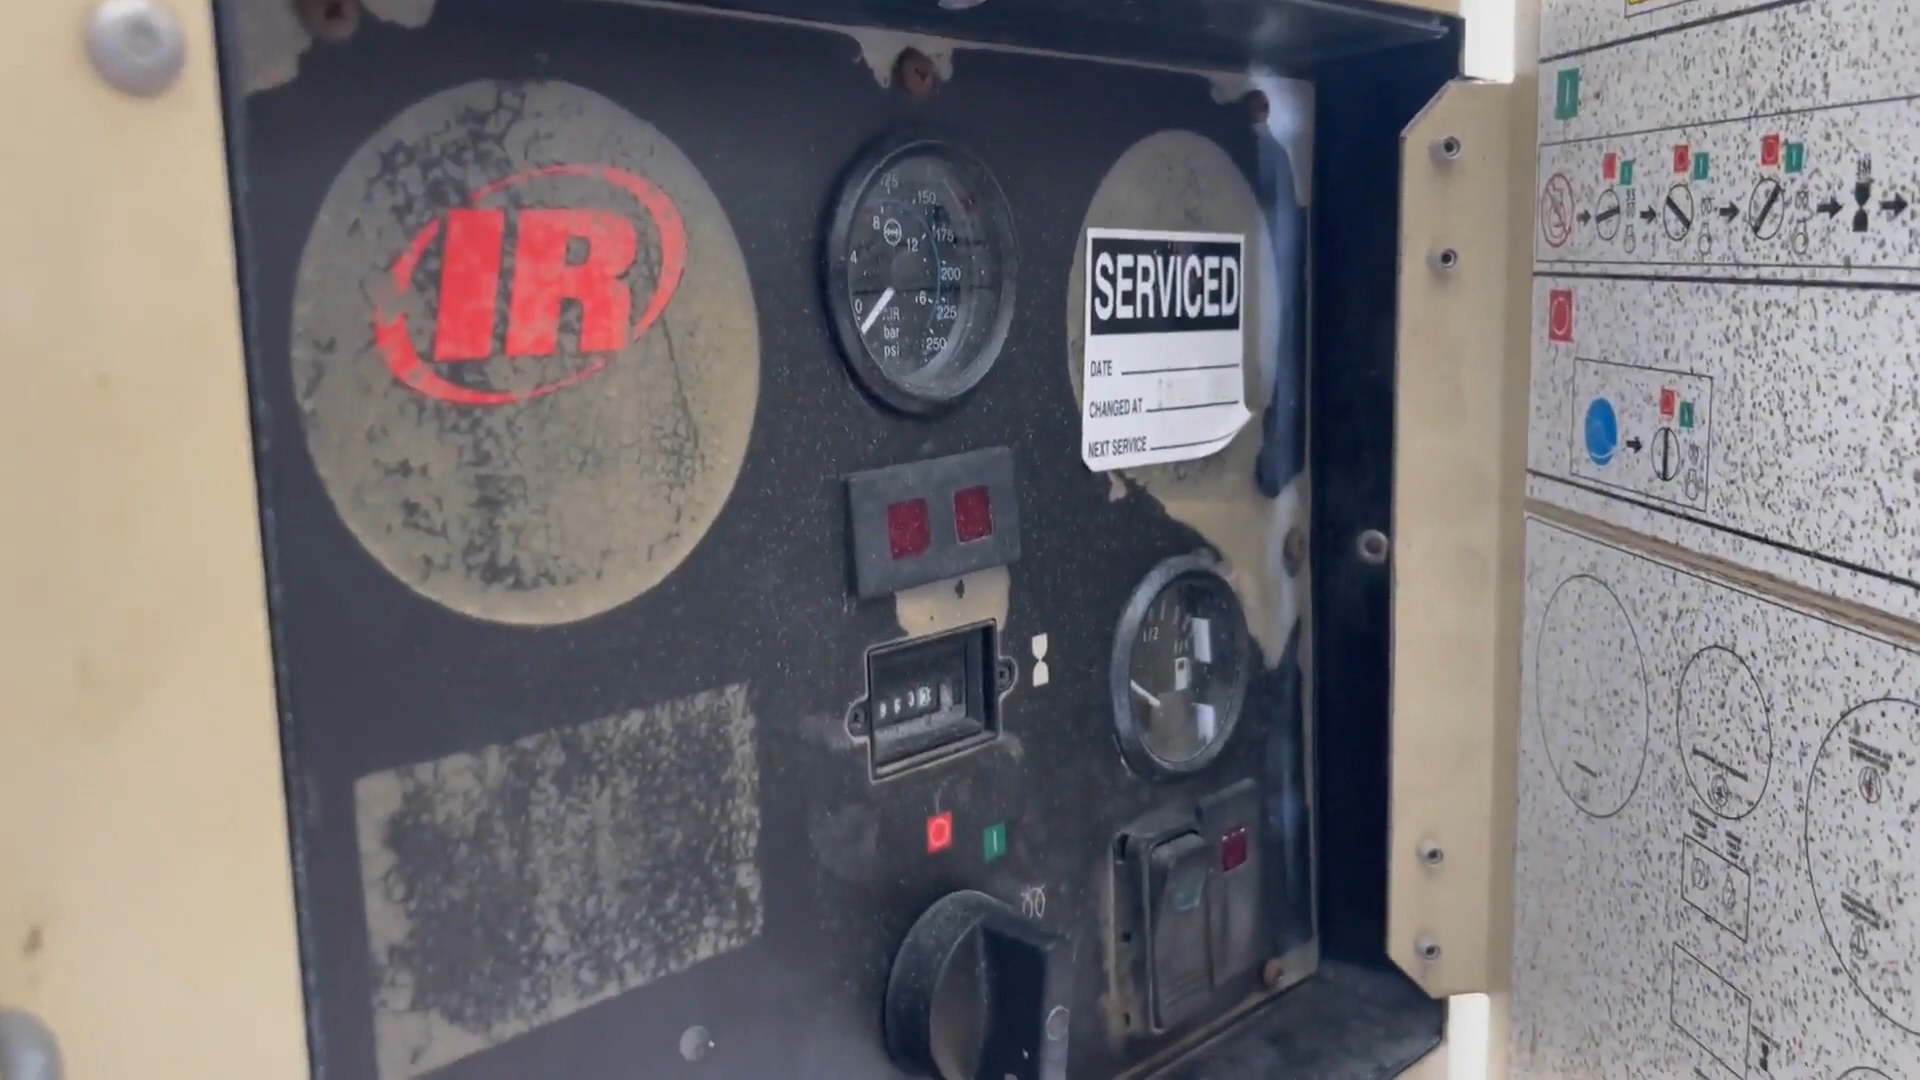 IR
125
150
8
175
12
4
200
16
0
225
AIR
bar
psi
250
SERVICED
DATE
CHANGED AT
NEXT SERVICE
1/2